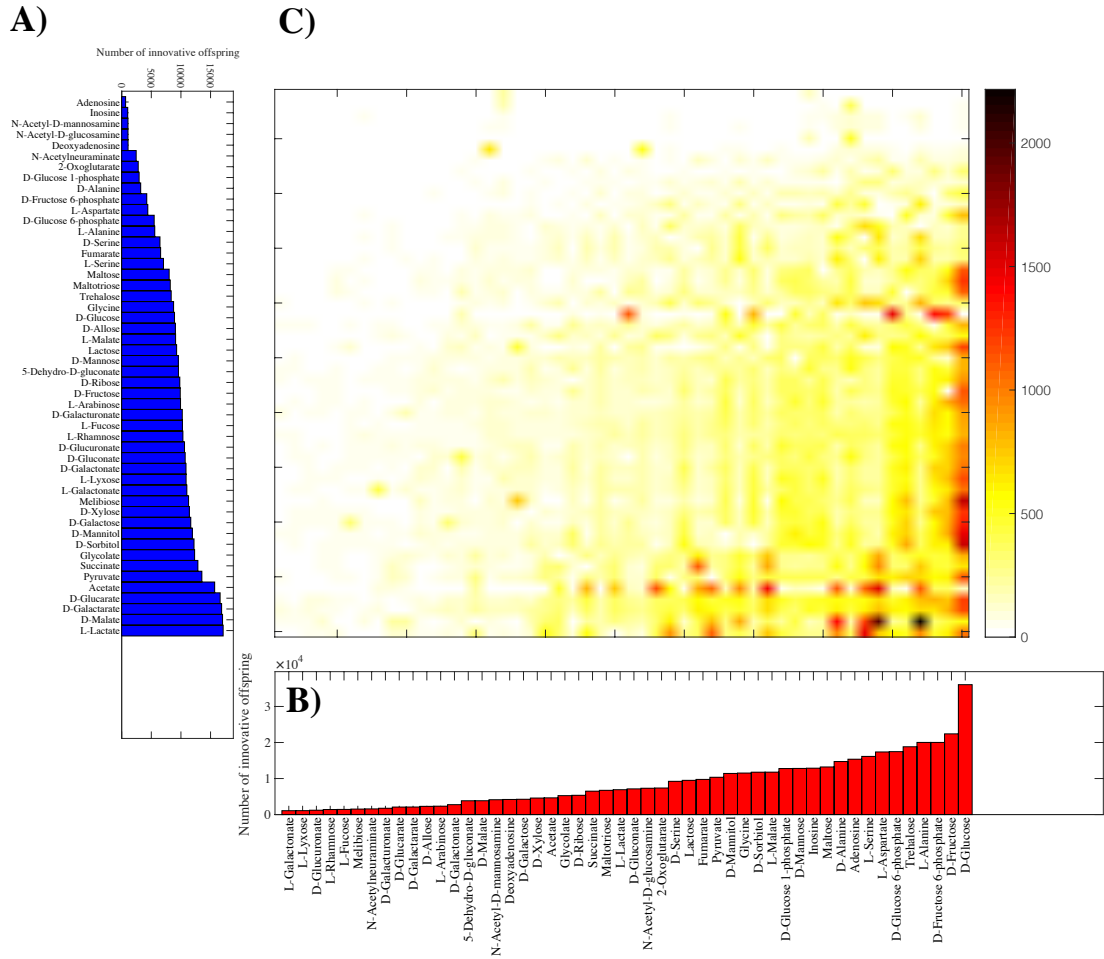 A)
C)
Number of innovative offspring
0
5000
10000
15000
Adenosine
Inosine
N-Acetyl-D-mannosamine
N-Acetyl-D-glucosamine
Deoxyadenosine
N-Acetylneuraminate
2-Oxoglutarate
D-Glucose 1-phosphate
D-Alanine
D-Fructose 6-phosphate
L-Aspartate
D-Glucose 6-phosphate
L-Alanine
D-Serine
Fumarate
L-Serine
Maltose
Maltotriose
Trehalose
Glycine
D-Glucose
D-Allose
L-Malate
Lactose
D-Mannose
5-Dehydro-D-gluconate
D-Ribose
D-Fructose
L-Arabinose
D-Galacturonate
L-Fucose
L-Rhamnose
D-Glucuronate
D-Gluconate
D-Galactonate
L-Lyxose
L-Galactonate
Melibiose
D-Xylose
D-Galactose
D-Mannitol
D-Sorbitol
Glycolate
Succinate
Pyruvate
Acetate
D-Glucarate
D-Galactarate
D-Malate
L-Lactate
2000
1500
1000
500
0
B)
×10^4
Number of innovative offspring
3
2
1
0
L-Galactonate
L-Lyxose
D-Glucuronate
L-Rhamnose
L-Fucose
Melibiose
N-Acetylneuraminate
D-Galacturonate
D-Glucarate
D-Galactarate
D-Allose
L-Arabinose
D-Galactonate
5-Dehydro-D-gluconate
D-Malate
N-Acetyl-D-mannosamine
Deoxyadenosine
D-Galactose
D-Xylose
Acetate
Glycolate
D-Ribose
Succinate
Maltotriose
L-Lactate
D-Gluconate
N-Acetyl-D-glucosamine
2-Oxoglutarate
D-Serine
Lactose
Fumarate
Pyruvate
D-Mannitol
Glycine
D-Sorbitol
L-Malate
D-Glucose 1-phosphate
D-Mannose
Inosine
Maltose
D-Alanine
Adenosine
L-Serine
L-Aspartate
D-Glucose 6-phosphate
Trehalose
L-Alanine
D-Fructose 6-phosphate
D-Fructose
D-Glucose